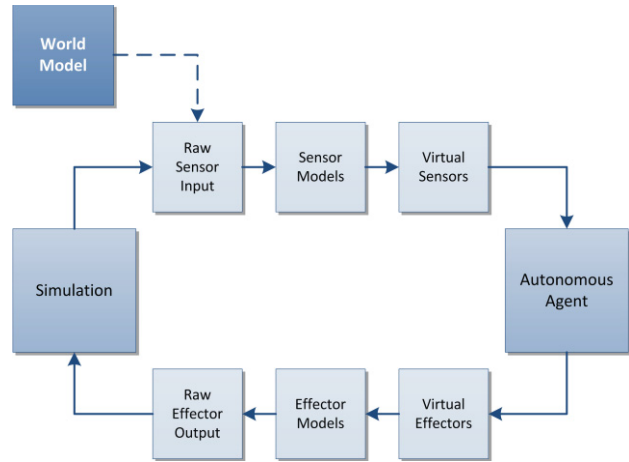 World
Model
Raw
Sensor
Input
Sensor
Models
Virtual
Sensors
Simulation
Autonomous
Agent
Raw
Effector
Output
Effector
Models
Virtual
Effectors